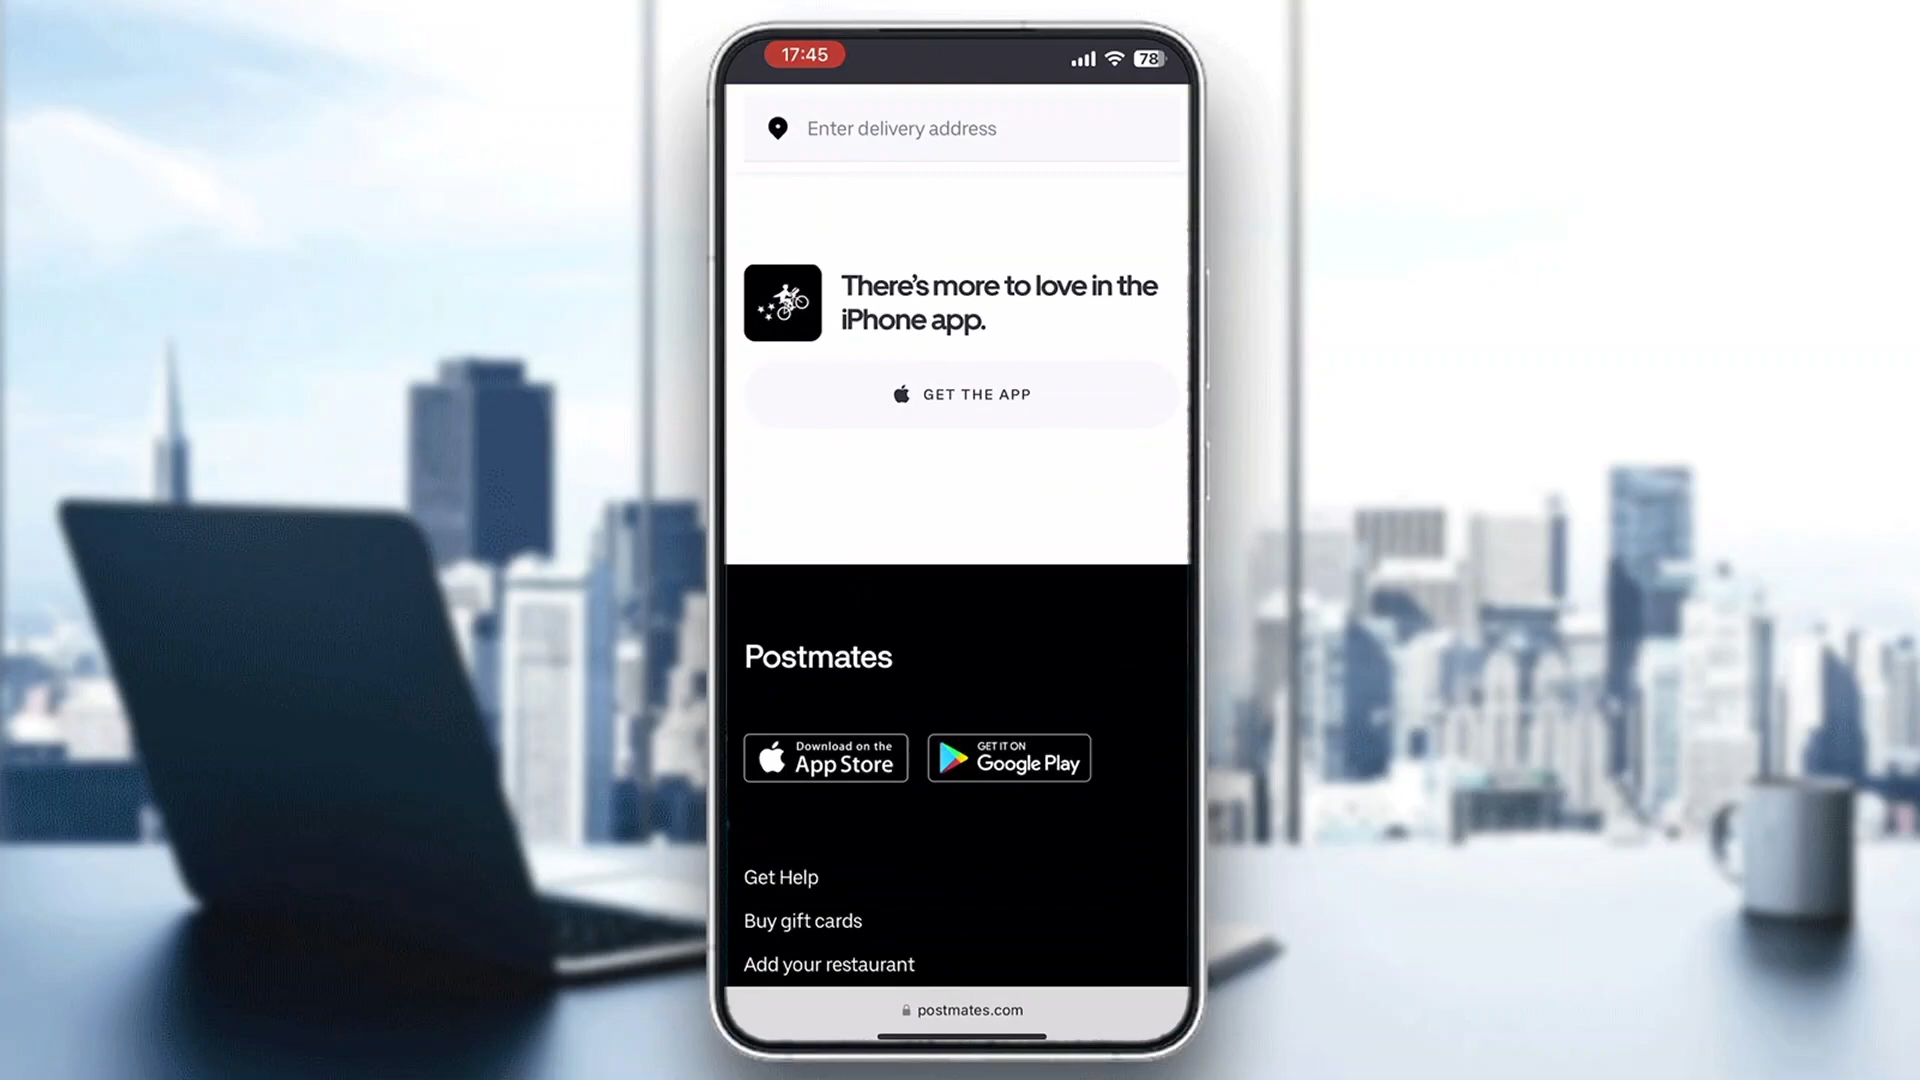 17:45
78
Enter delivery address
There's more to love in the
iPhone app.
GET THE APP
Postmates
Download on the
App Store
GET IT ON
Google Play
Get Help
Buy gift cards
Add your restaurant
postmates.com